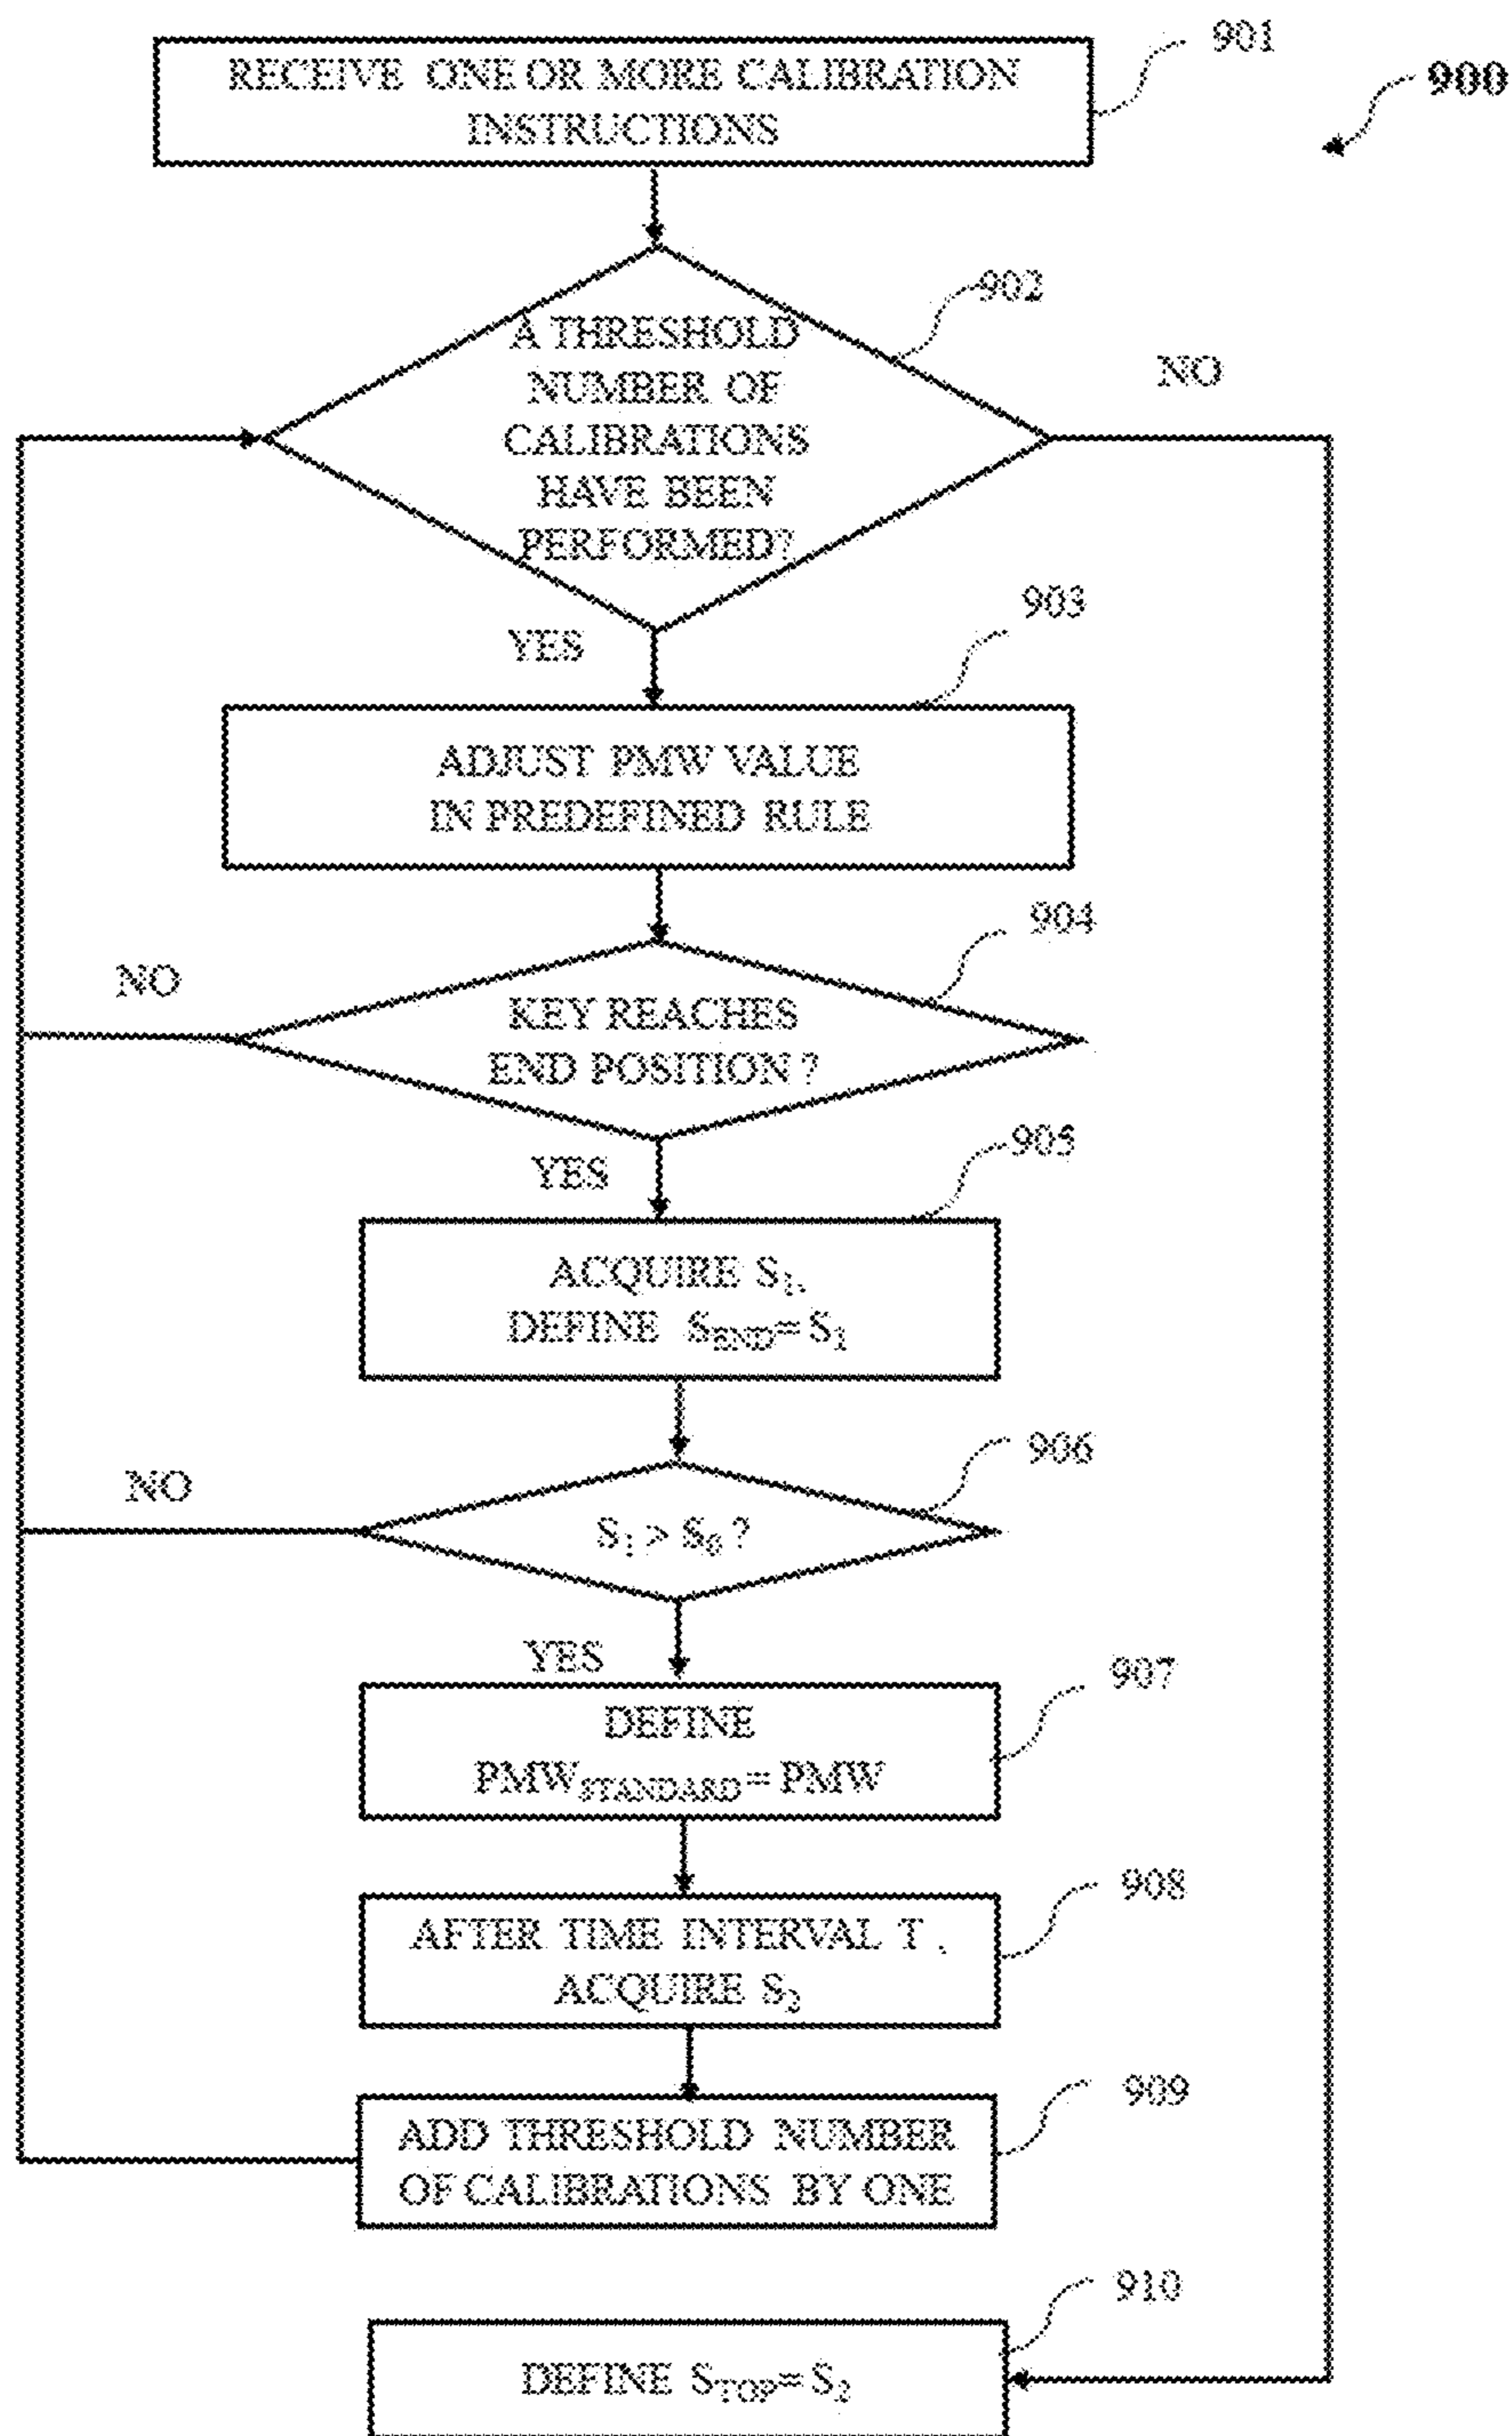 901
900
RECEIVE ONE OR MORE CALIBRATION
INSTRUCTIONS
902
A THRESHOLD
NUMBER OF
CALIBRATIONS
HAVE BEEN
PERFORMED?
NO
YES
903
ADJUST PMW VALUE
IN PREDEFINED RULE
904
NO
KEY REACHES
END POSITION ?
YES
905
ACQUIRE S1,
DEFINE SEND= S1
906
NO
S1 > S0 ?
YES
907
DEFINE
PMWSTANDARD= PMW
908
AFTER TIME INTERVAL T ,
ACQUIRE S2
909
ADD THRESHOLD NUMBER
OF CALIBRATIONS BY ONE
910
DEFINE STOP= S2